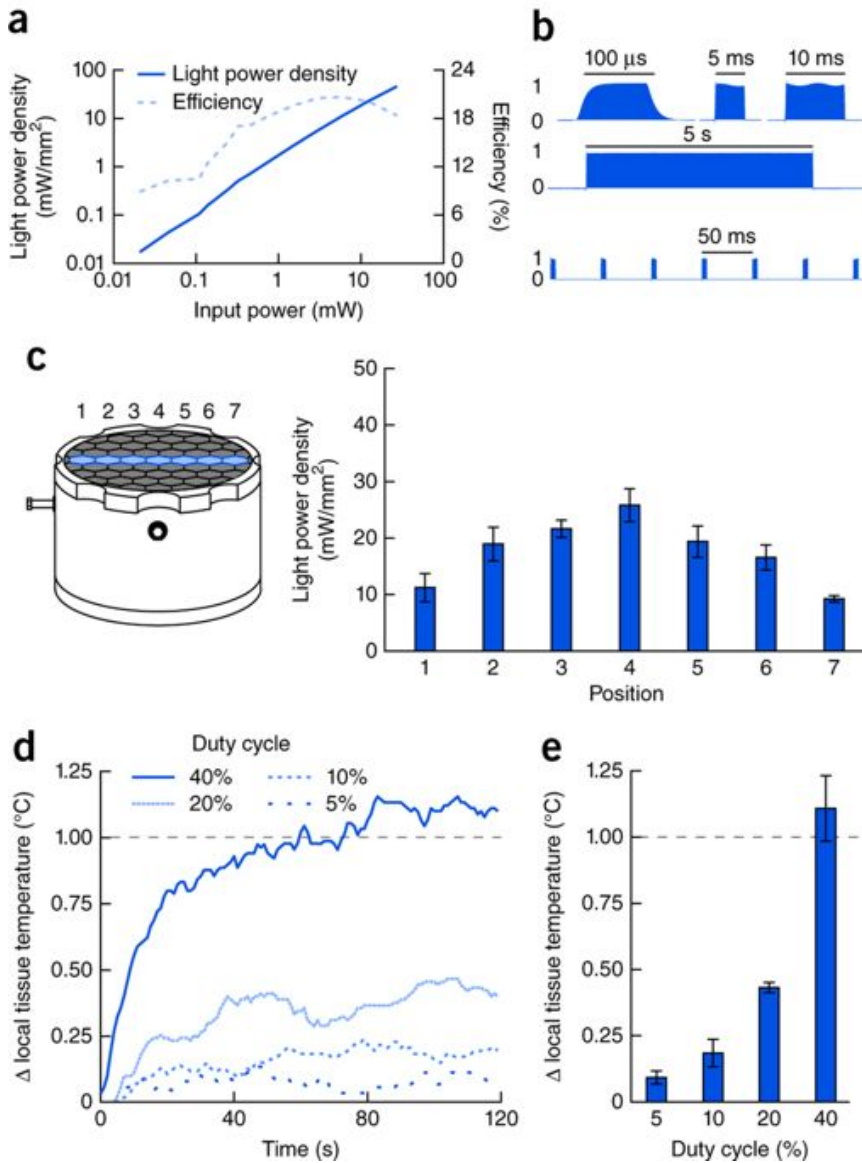 a
Light power density
Efficiency
Light power density
(mW/mm²)
100
10
1
0.1
0.01
24
18
12
6
0
Efficiency (%)
0.01
0.1
1
10
100
Input power (mW)
b
100 µs
5 ms
10 ms
1
0
5 s
1
0
50 ms
1
0
c
1 2 3 4 5 6 7
Light power density
(mW/mm²)
50
40
30
20
10
0
1 2 3 4 5 6 7
Position
d
Duty cycle
40%
10%
20%
5%
Δ local tissue temperature (°C)
1.25
1.00
0.75
0.50
0.25
0
0 40 80 120
Time (s)
e
Δ local tissue temperature (°C)
1.25
1.00
0.75
0.50
0.25
0
5 10 20 40
Duty cycle (%)